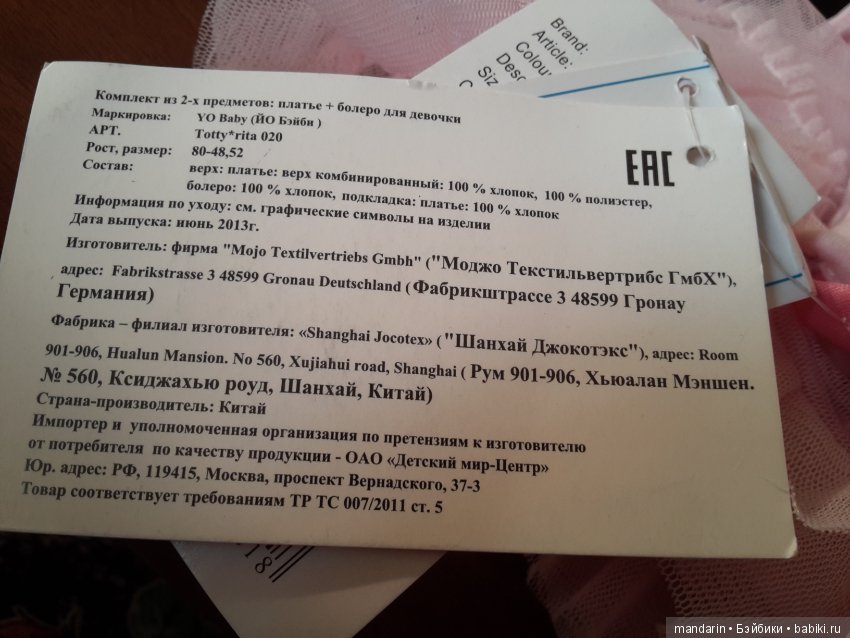 Brand:
Article:
Colou
Desc
Siz
Комплект из 2-х предметов: платье + болеро для девочки
Маркировка: YO Baby (ЙО Бэйби )
АРТ. Totty*rita 020
Рост, размер: 80-48,52
Состав: верх: платье: верх комбинированный: 100 % хлопок, 100 % полиэстер,
болеро: 100 % хлопок, подкладка: платье: 100 % хлопок
EAC
Информация по уходу: см. графические символы на изделии
Дата выпуска: июнь 2013г.
Изготовитель: фирма "Mojo Textilvertriebs Gmbh" ("Моджо Текстильвертрибс ГмбХ"),
адрес: Fabrikstrasse 3 48599 Gronau Deutschland ( Фабрикштрассе 3 48599 Гронау
Германия)
Фабрика – филиал изготовителя: «Shanghai Jocotex» ("Шанхай Джокотэкс"), адрес: Room
901-906, Hualun Mansion. No 560, Xujiahui road, Shanghai ( Рум 901-906, Хьюалан Мэншен.
№ 560, Ксиджахью роуд, Шанхай, Китай)
Страна-производитель: Китай
Импортер и уполномоченная организация по претензиям к изготовителю
от потребителя по качеству продукции - ОАО «Детский мир-Центр»
Юр. адрес: РФ, 119415, Москва, проспект Вернадского, 37-3
Товар соответствует требованиям ТР ТС 007/2011 ст. 5
mandarin • Бэйбики • babiki.ru